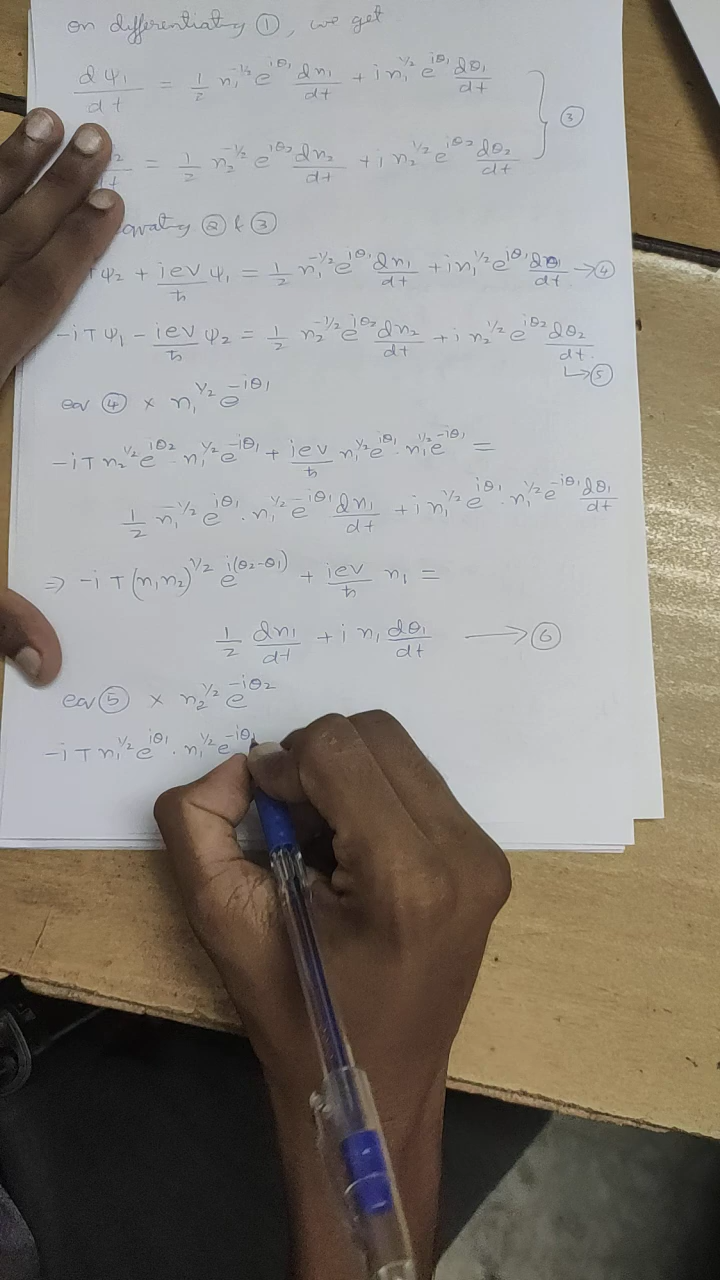 on differentiating ①, we get
dψ₁/dt = 1/2 n₁^-1/2 e^iθ₁ dn₁/dt + i n₁^1/2 e^iθ₁ dθ₁/dt
₂/dt = 1/2 n₂^-1/2 e^iθ₂ dn₂/dt + i n₂^1/2 e^iθ₂ dθ₂/dt } ③
quating ② & ③
T ψ₂ + iev/ħ ψ₁ = 1/2 n₁^-1/2 e^iθ₁ dn₁/dt + i n₁^1/2 e^iθ₁ dθ₁/dt → ④
-iTψ₁ - iev/ħ ψ₂ = 1/2 n₂^-1/2 e^iθ₂ dn₂/dt + i n₂^1/2 e^iθ₂ dθ₂/dt.
↳ ⑤
eq ④ × n₁^1/2 e^-iθ₁
-iT n₂^1/2 e^iθ₂ . n₁^1/2 e^-iθ₁ + iev/ħ n₁^1/2 e^iθ₁ . n₁^1/2 e^-iθ₁ =
1/2 n₁^-1/2 e^iθ₁ . n₁^1/2 e^-iθ₁ dn₁/dt + i n₁^1/2 e^iθ₁ . n₁^1/2 e^-iθ₁ dθ₁/dt
⇒ -iT(n₁n₂)^1/2 e^i(θ₂-θ₁) + iev/ħ n₁ =
1/2 dn₁/dt + i n₁ dθ₁/dt → ⑥
eq ⑤ × n₂^1/2 e^-iθ₂
-iT n₁^1/2 e^iθ₁ . n₁^1/2 e^-iθ₁